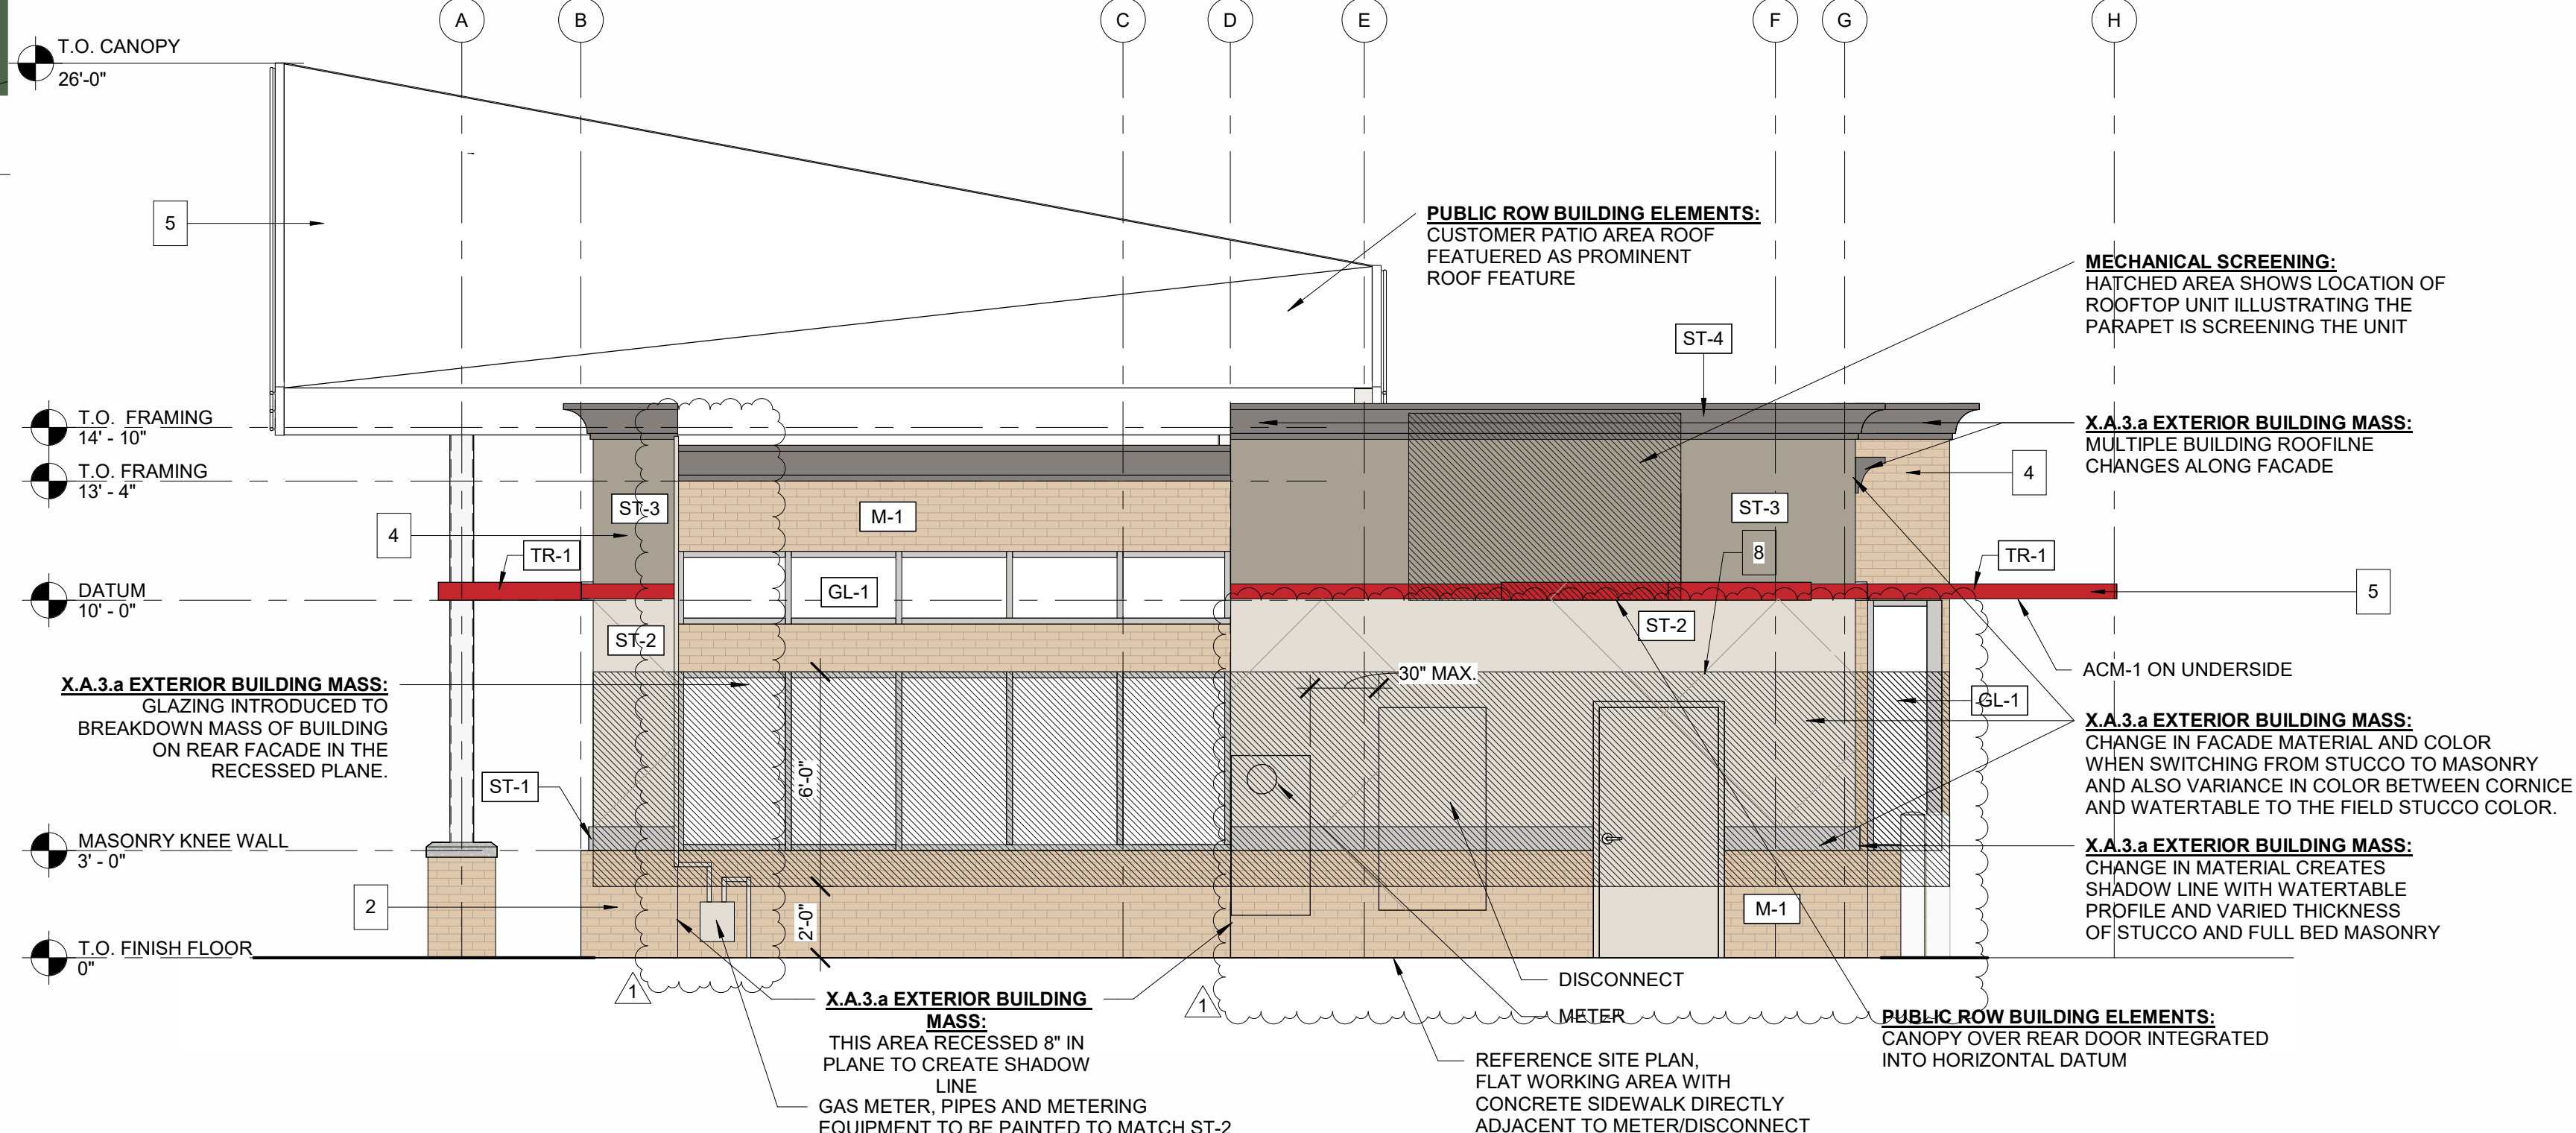 A
B
C
D
E
F
G
H
T.O. CANOPY
26'-0"
5
PUBLIC ROW BUILDING ELEMENTS:
CUSTOMER PATIO AREA ROOF
FEATUERED AS PROMINENT
ROOF FEATURE
MECHANICAL SCREENING:
HATCHED AREA SHOWS LOCATION OF
ROOFTOP UNIT ILLUSTRATING THE
PARAPET IS SCREENING THE UNIT
ST-4
T.O. FRAMING
14' - 10"
X.A.3.a EXTERIOR BUILDING MASS:
MULTIPLE BUILDING ROOFILNE
CHANGES ALONG FACADE
T.O. FRAMING
13' - 4"
4
ST-3
M-1
ST-3
4
TR-1
8
TR-1
DATUM
10' - 0"
GL-1
5
ST-2
ST-2
ACM-1 ON UNDERSIDE
30" MAX.
X.A.3.a EXTERIOR BUILDING MASS:
GLAZING INTRODUCED TO
BREAKDOWN MASS OF BUILDING
ON REAR FACADE IN THE
RECESSED PLANE.
GL-1
X.A.3.a EXTERIOR BUILDING MASS:
CHANGE IN FACADE MATERIAL AND COLOR
WHEN SWITCHING FROM STUCCO TO MASONRY
AND ALSO VARIANCE IN COLOR BETWEEN CORNICE
AND WATERTABLE TO THE FIELD STUCCO COLOR.
ST-1
6'-0"
MASONRY KNEE WALL
3' - 0"
X.A.3.a EXTERIOR BUILDING MASS:
CHANGE IN MATERIAL CREATES
SHADOW LINE WITH WATERTABLE
PROFILE AND VARIED THICKNESS
OF STUCCO AND FULL BED MASONRY
2
2'-0"
M-1
T.O. FINISH FLOOR
0"
1
1
X.A.3.a EXTERIOR BUILDING
MASS:
THIS AREA RECESSED 8" IN
PLANE TO CREATE SHADOW
LINE
GAS METER, PIPES AND METERING
EQUIPMENT TO BE PAINTED TO MATCH ST-2
DISCONNECT
METER
REFERENCE SITE PLAN,
FLAT WORKING AREA WITH
CONCRETE SIDEWALK DIRECTLY
ADJACENT TO METER/DISCONNECT
PUBLIC ROW BUILDING ELEMENTS:
CANOPY OVER REAR DOOR INTEGRATED
INTO HORIZONTAL DATUM